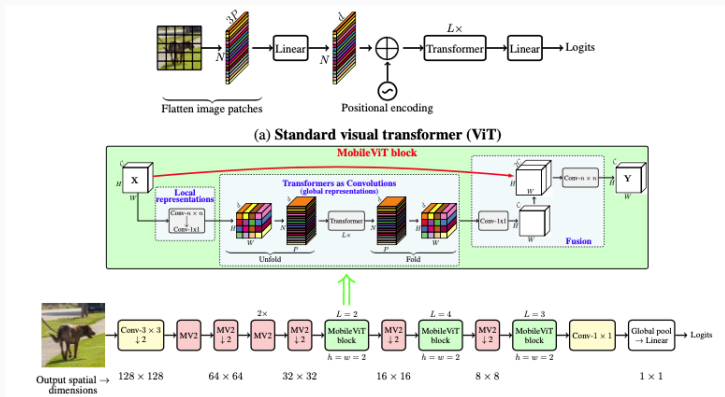 3P
d
L×
N
Linear
N
Transformer
Linear
Logits
Flatten image patches
Positional encoding
(a) Standard visual transformer (ViT)
MobileViT block
X
H
W
Local
representations
Conv-n × n
Conv-1x1
Transformers as Convolutions
(global representations)
H
W
N
P
Transformer
L×
N
P
H
W
Unfold
Fold
Conv-1x1
H
W
H
W
Conv-n × n
Fusion
Y
H
W
2×
L = 2
L = 4
L = 3
Conv-3 × 3
↓ 2
MV2
MV2
↓ 2
MV2
MV2
↓ 2
MobileViT
block
MV2
↓ 2
MobileViT
block
MV2
↓ 2
MobileViT
block
Conv-1 × 1
Global pool
→ Linear
Logits
h = w = 2
h = w = 2
h = w = 2
Output spatial →
dimensions
128 × 128
64 × 64
32 × 32
16 × 16
8 × 8
1 × 1